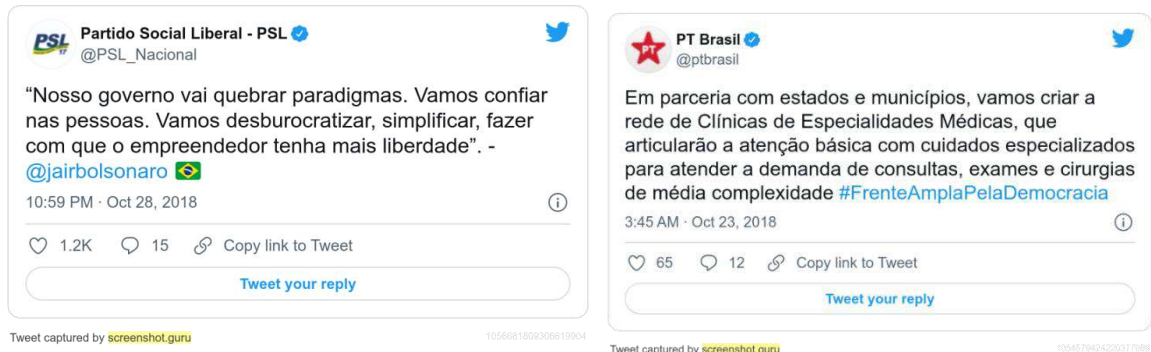 PSL
17
Partido Social Liberal - PSL
@PSL_Nacional
“Nosso governo vai quebrar paradigmas. Vamos confiar
nas pessoas. Vamos desburocratizar, simplificar, fazer
com que o empreendedor tenha mais liberdade”. -
@jairbolsonaro
10:59 PM · Oct 28, 2018
1.2K 15 Copy link to Tweet
Tweet your reply
Tweet captured by screenshot.guru
PT
PT Brasil
@ptbrasil
Em parceria com estados e municípios, vamos criar a
rede de Clínicas de Especialidades Médicas, que
articularão a atenção básica com cuidados especializados
para atender a demanda de consultas, exames e cirurgias
de média complexidade #FrenteAmplaPelaDemocracia
3:45 AM · Oct 23, 2018
65 12 Copy link to Tweet
Tweet your reply
Tweet captured by screenshot.guru